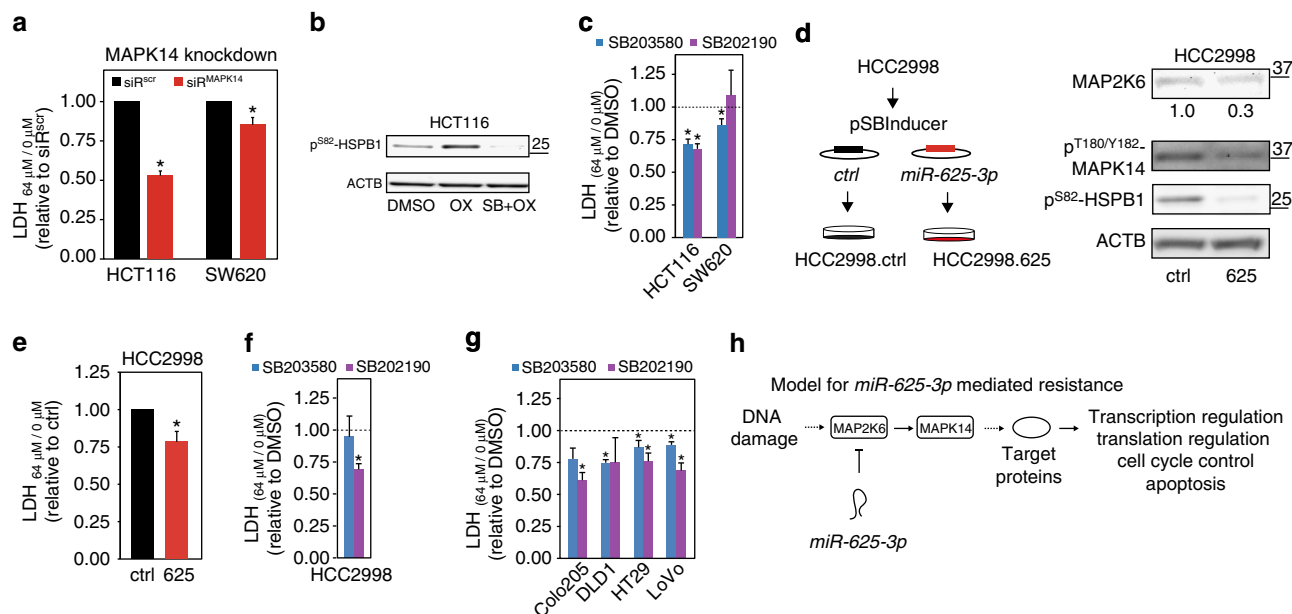 a
MAPK14 knockdown
siR^scr siR^MAPK14
LDH (64 µM / 0 µM)
(relative to siR^scr)
1.00
0.75
0.50
0.25
0.00
* *
HCT116 SW620
b
HCT116
p^S82-HSPB1
25
ACTB
DMSO OX SB+OX
c
SB203580 SB202190
LDH (64 µM / 0 µM)
(relative to DMSO)
1.25
1.00
0.75
0.50
0.25
0.00
* * *
HCT116
SW620
d
HCC2998
pSBInducer
ctrl miR-625-3p
HCC2998.ctrl HCC2998.625
HCC2998
MAP2K6
37
1.0 0.3
p^T180/Y182-
MAPK14
37
p^S82-HSPB1
25
ACTB
ctrl 625
e
HCC2998
LDH 64 µM / 0 µM)
(relative to ctrl)
1.25
1.00
0.75
0.50
0.25
0.00
*
ctrl 625
f
SB203580 SB202190
LDH (64 µM / 0 µM)
(relative to DMSO)
1.25
1.00
0.75
0.50
0.25
0.00
*
HCC2998
g
SB203580 SB202190
LDH (64 µM / 0 µM)
(relative to DMSO)
1.25
1.00
0.75
0.50
0.25
0.00
* * * * * *
Colo205
DLD1
HT29
LoVo
h
Model for miR-625-3p mediated resistance
DNA
damage
MAP2K6
MAPK14
Target
proteins
Transcription regulation
translation regulation
cell cycle control
apoptosis
miR-625-3p